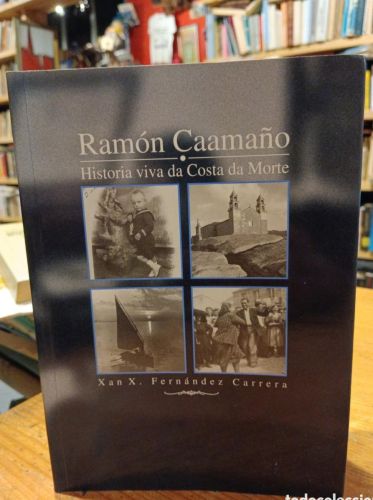 Ramón Caamaño
Historia viva da Costa da Morte
Xan X. Fernández Carrera
todocoleccion